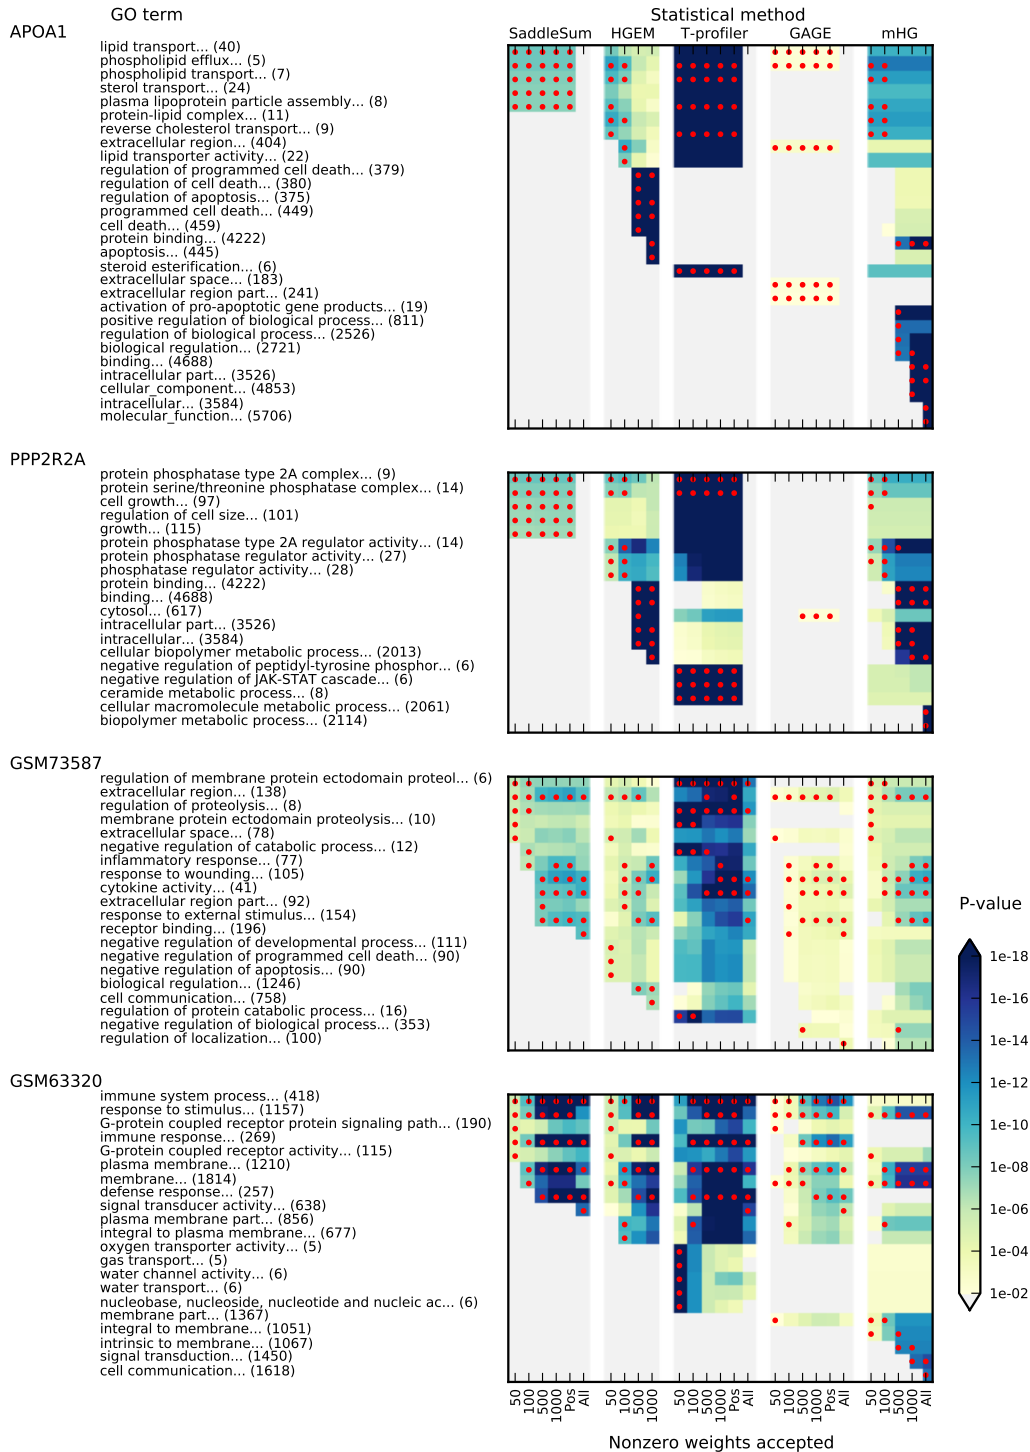 GO term
Statistical method
APOA1
SaddleSum HGEM T-profiler GAGE mHG
lipid transport... (40)
phospholipid efflux... (5)
phospholipid transport... (7)
sterol transport... (24)
plasma lipoprotein particle assembly... (8)
protein-lipid complex... (11)
reverse cholesterol transport... (9)
extracellular region... (404)
lipid transporter activity... (22)
regulation of programmed cell death... (379)
regulation of cell death... (380)
regulation of apoptosis... (375)
programmed cell death... (449)
cell death... (459)
protein binding... (4222)
apoptosis... (445)
steroid esterification... (6)
extracellular space... (183)
extracellular region part... (241)
activation of pro-apoptotic gene products... (19)
positive regulation of biological process... (811)
regulation of biological process... (2526)
biological regulation... (2721)
binding... (4688)
intracellular part... (3526)
cellular_component... (4853)
intracellular... (3584)
molecular_function... (5706)
PPP2R2A
protein phosphatase type 2A complex... (9)
protein serine/threonine phosphatase complex... (14)
cell growth... (97)
regulation of cell size... (101)
growth... (115)
protein phosphatase type 2A regulator activity... (14)
protein phosphatase regulator activity... (27)
phosphatase regulator activity... (28)
protein binding... (4222)
binding... (4688)
cytosol... (617)
intracellular part... (3526)
intracellular... (3584)
cellular biopolymer metabolic process... (2013)
negative regulation of peptidyl-tyrosine phosphor... (6)
negative regulation of JAK-STAT cascade... (6)
ceramide metabolic process... (8)
cellular macromolecule metabolic process... (2061)
biopolymer metabolic process... (2114)
GSM73587
regulation of membrane protein ectodomain proteol... (6)
extracellular region... (138)
regulation of proteolysis... (8)
membrane protein ectodomain proteolysis... (10)
extracellular space... (78)
negative regulation of catabolic process... (12)
inflammatory response... (77)
response to wounding... (105)
cytokine activity... (41)
extracellular region part... (92)
response to external stimulus... (154)
receptor binding... (196)
negative regulation of developmental process... (111)
negative regulation of programmed cell death... (90)
negative regulation of apoptosis... (90)
biological regulation... (1246)
cell communication... (758)
regulation of protein catabolic process... (16)
negative regulation of biological process... (353)
regulation of localization... (100)
GSM63320
immune system process... (418)
response to stimulus... (1157)
G-protein coupled receptor protein signaling path... (190)
immune response... (269)
G-protein coupled receptor activity... (115)
plasma membrane... (1210)
membrane... (1814)
defense response... (257)
signal transducer activity... (638)
plasma membrane part... (856)
integral to plasma membrane... (677)
oxygen transporter activity... (5)
gas transport... (5)
water channel activity... (6)
water transport... (6)
nucleobase, nucleoside, nucleotide and nucleic ac... (6)
membrane part... (1367)
integral to membrane... (1051)
intrinsic to membrane... (1067)
signal transduction... (1450)
cell communication... (1618)
50 100 500 1000 Pos All 50 100 500 1000 50 100 500 1000 Pos All 50 100 500 1000 Pos All 50 100 500 1000 All
Nonzero weights accepted
P-value
1e-18
1e-16
1e-14
1e-12
1e-10
1e-08
1e-06
1e-04
1e-02